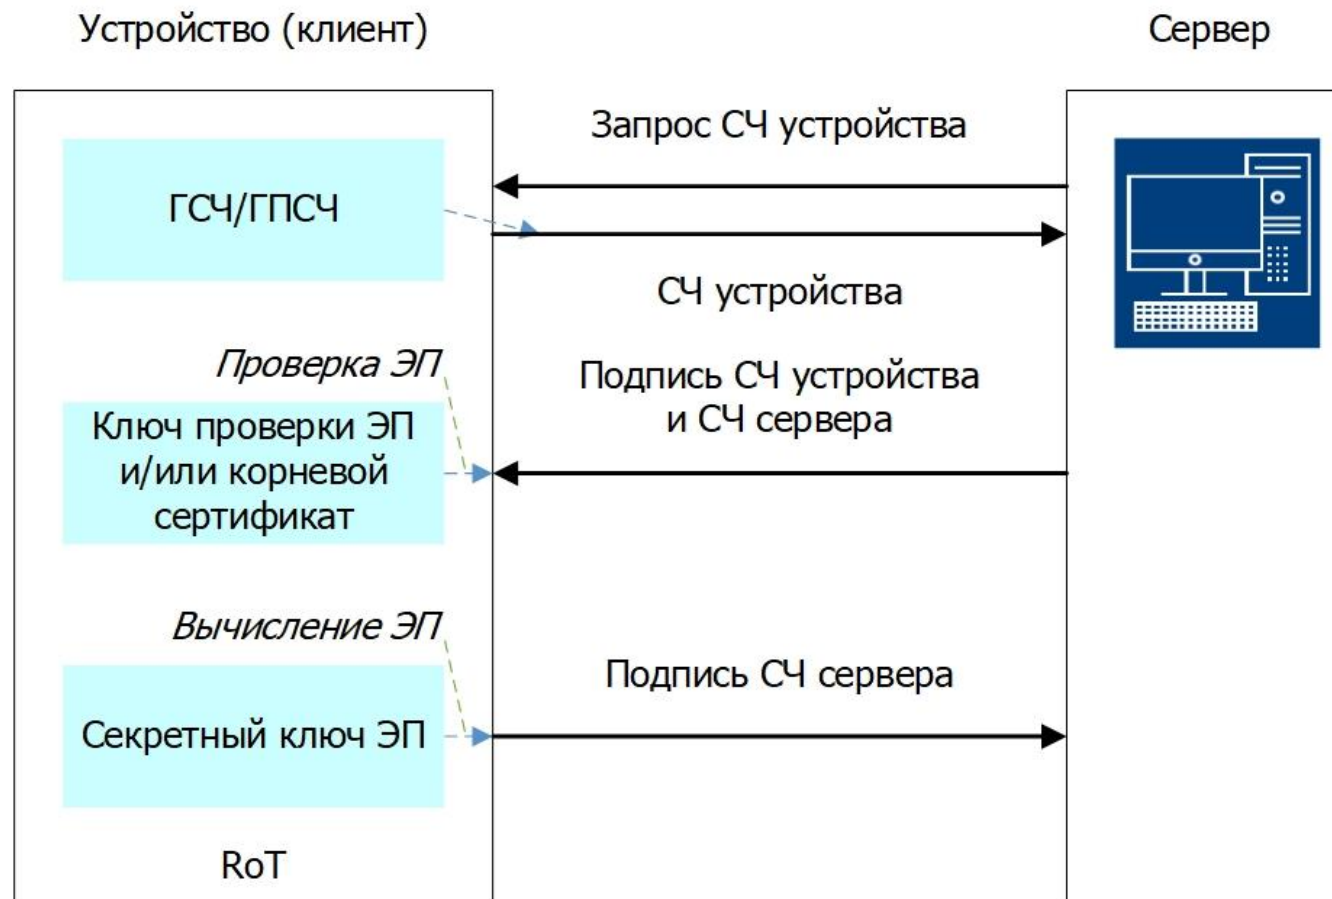 Устройство (клиент)
Сервер
Запрос СЧ устройства
ГСЧ/ГПСЧ
СЧ устройства
Проверка ЭП
Подпись СЧ устройства
и СЧ сервера
Ключ проверки ЭП
и/или корневой
сертификат
Вычисление ЭП
Подпись СЧ сервера
Секретный ключ ЭП
RoT